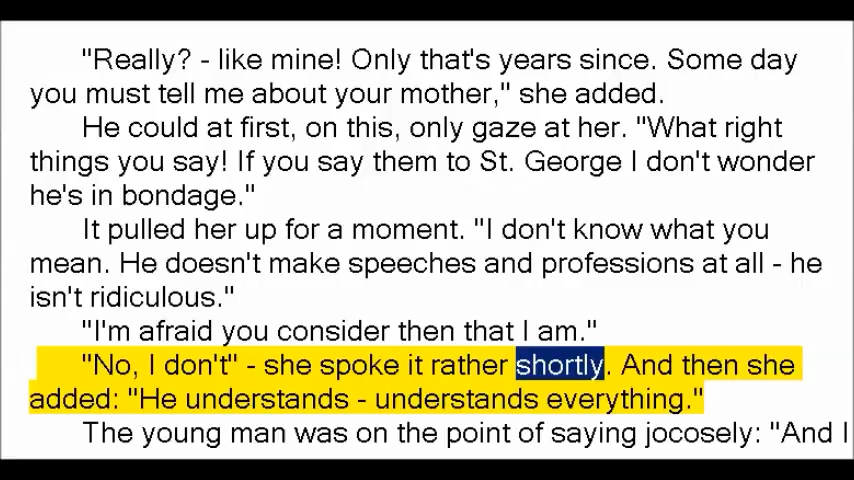 "Really? - like mine! Only that's years since. Some day
you must tell me about your mother," she added.
He could at first, on this, only gaze at her. "What right
things you say! If you say them to St. George I don't wonder
he's in bondage."
It pulled her up for a moment. "I don't know what you
mean. He doesn't make speeches and professions at all - he
isn't ridiculous."
"I'm afraid you consider then that I am."
"No, I don't" - she spoke it rather shortly. And then she
added: "He understands - understands everything."
The young man was on the point of saying jocosely: "And I